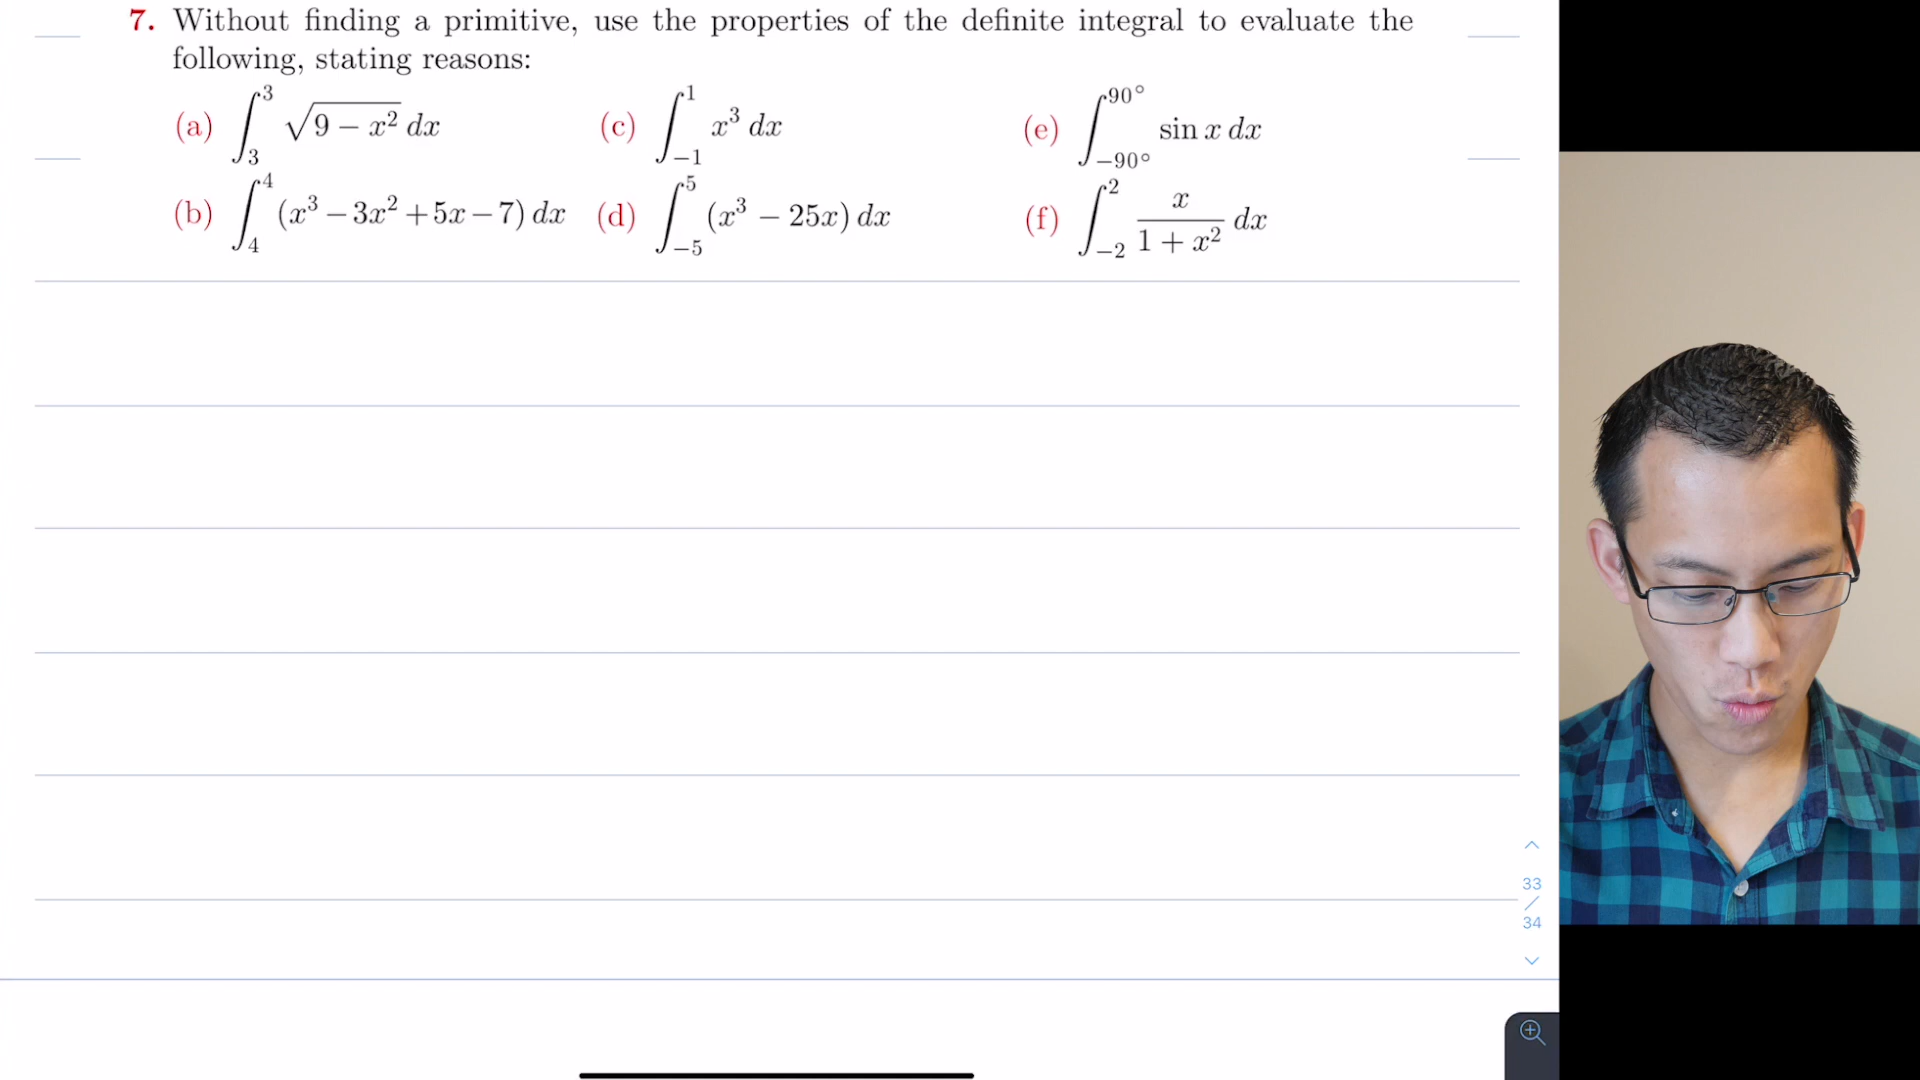 7. Without finding a primitive, use the properties of the definite integral to evaluate the
following, stating reasons:
(a) ∫₃³ √(9 − x²) dx (c) ∫₋₁¹ x³ dx (e) ∫₋₉₀°⁹⁰° sin x dx
(b) ∫₄⁴ (x³ − 3x² + 5x − 7) dx (d) ∫₋₅⁵ (x³ − 25x) dx (f) ∫₋₂² x/(1 + x²) dx
33
/
34